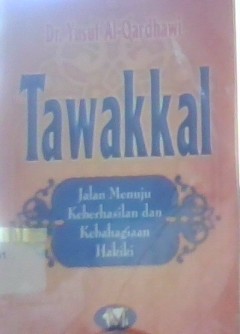 Dr. Yusuf Al-Qardhawi
Tawakkal
Jalan Menuju
Keberhasilan dan
Kebahagiaan
Hakiki